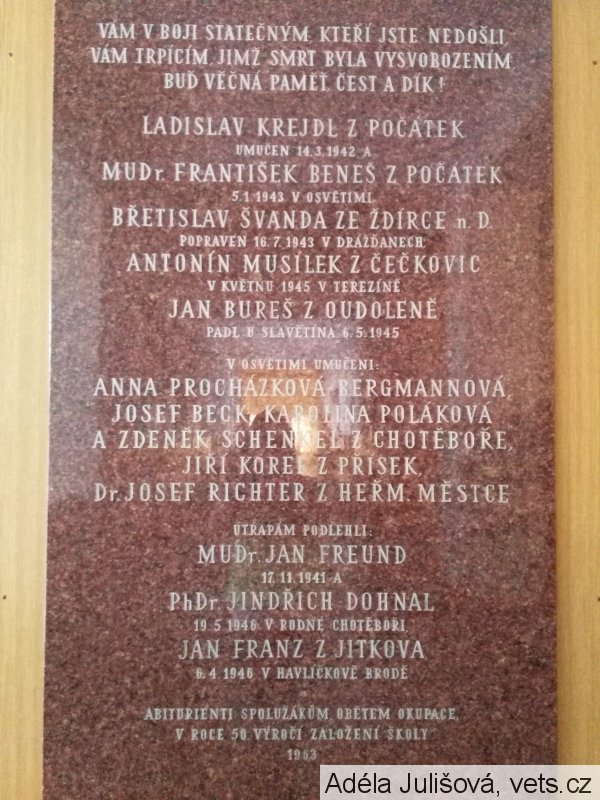 VÁM V BOJI STATEČNÝM, KTEŘÍ JSTE NEDOŠLI,
VÁM TRPÍCÍM, JIMŽ SMRT BYLA VYSVOBOZENÍM,
BUĎ VĚČNÁ PAMĚŤ, ČEST A DÍK!
LADISLAV KREJDL Z POČÁTEK
UMUČEN 14.3.1942 A
MUDr. FRANTIŠEK BENEŠ Z POČÁTEK
5.1.1943 V OSVĚTIMI,
BŘETISLAV ŠVANDA ZE ŽDÍRCE n. D.
POPRAVEN 16.7.1943 V DRÁŽĎANECH,
ANTONÍN MUSÍLEK Z ČEČKOVIC
V KVĚTNU 1945 V TEREZÍNĚ
JAN BUREŠ Z OUDOLENĚ
PADL U SLAVĚTÍNA 6.5.1945
V OSVĚTIMI UMUČENI:
ANNA PROCHÁZKOVÁ-BERGMANNOVÁ,
JOSEF BECK, KAROLINA POLÁKOVÁ
A ZDENĚK SCHENKEL Z CHOTĚBOŘE,
JIŘÍ KOREF Z PŘÍSEK,
Dr. JOSEF RICHTER Z HEŘM. MĚSTCE
ÚTRAPÁM PODLEHLI:
MUDr. JAN FREUND
17.11.1941 A
PhDr. JINDŘICH DOHNAL
19.5.1946 V RODNÉ CHOTĚBOŘI,
JAN FRANZ Z JITKOVA
6.4.1946 V HAVLÍČKOVĚ BRODĚ
ABITURIENTI SPOLUŽÁKŮM, OBĚTEM OKUPACE,
V ROCE 50. VÝROČÍ ZALOŽENÍ ŠKOLY
1963
Adéla Julišová, vets.cz